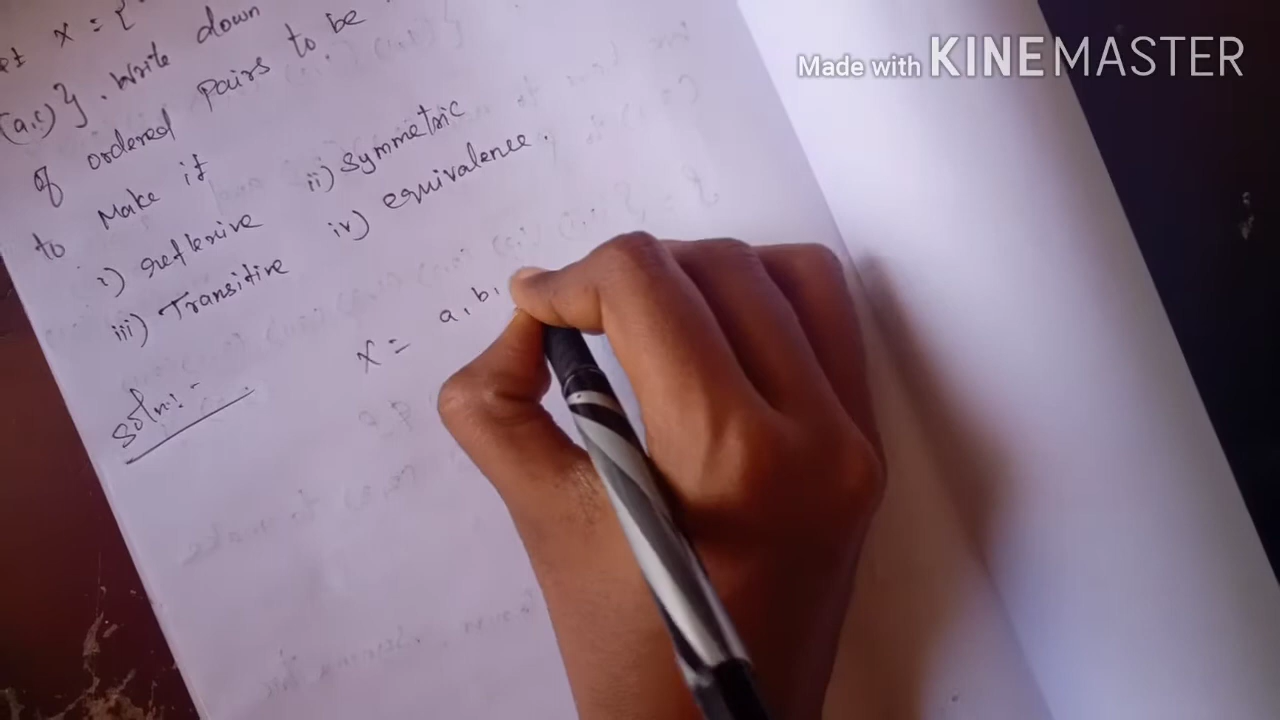 Made with KINEMASTER
x = {
(a,c)}. Write down
of ordered pairs to be
to Make it
i) reflexive ii) Symmetric
iii) Transitive iv) equivalence.
Soln:-
X = a, b,